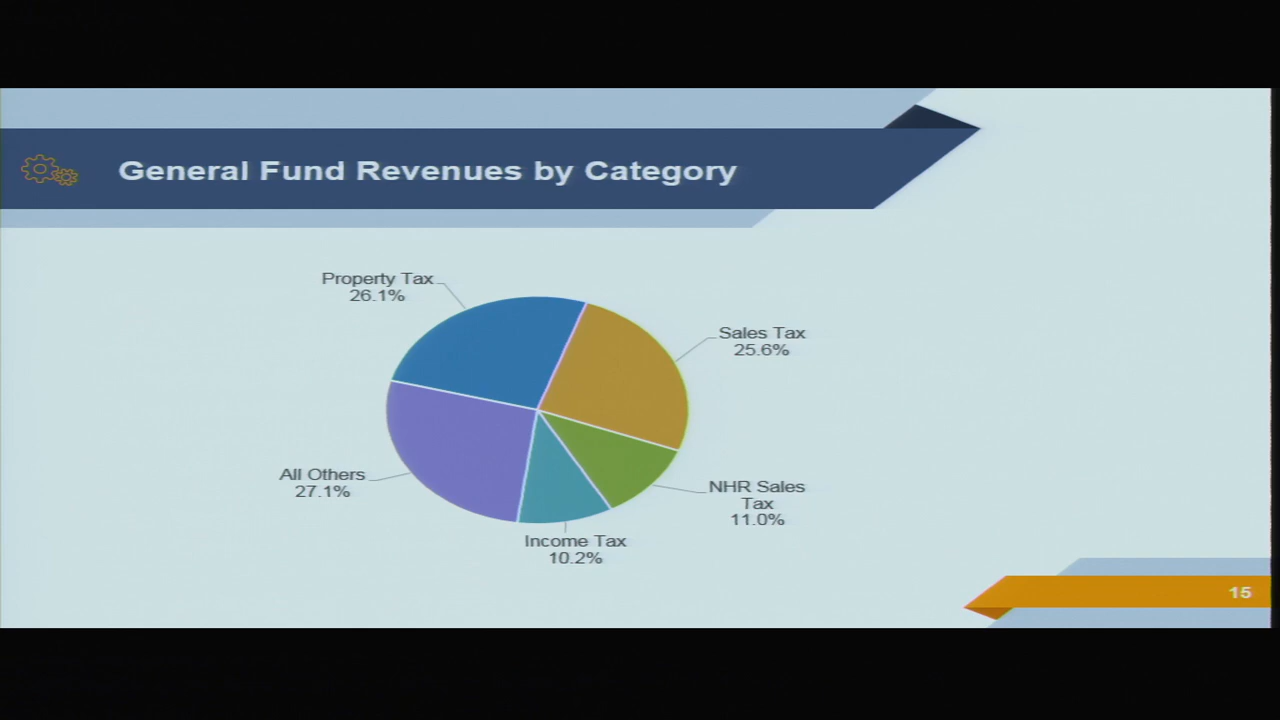 General Fund Revenues by Category
Property Tax
26.1%
Sales Tax
25.6%
All Others
27.1%
NHR Sales
Tax
11.0%
Income Tax
10.2%
15